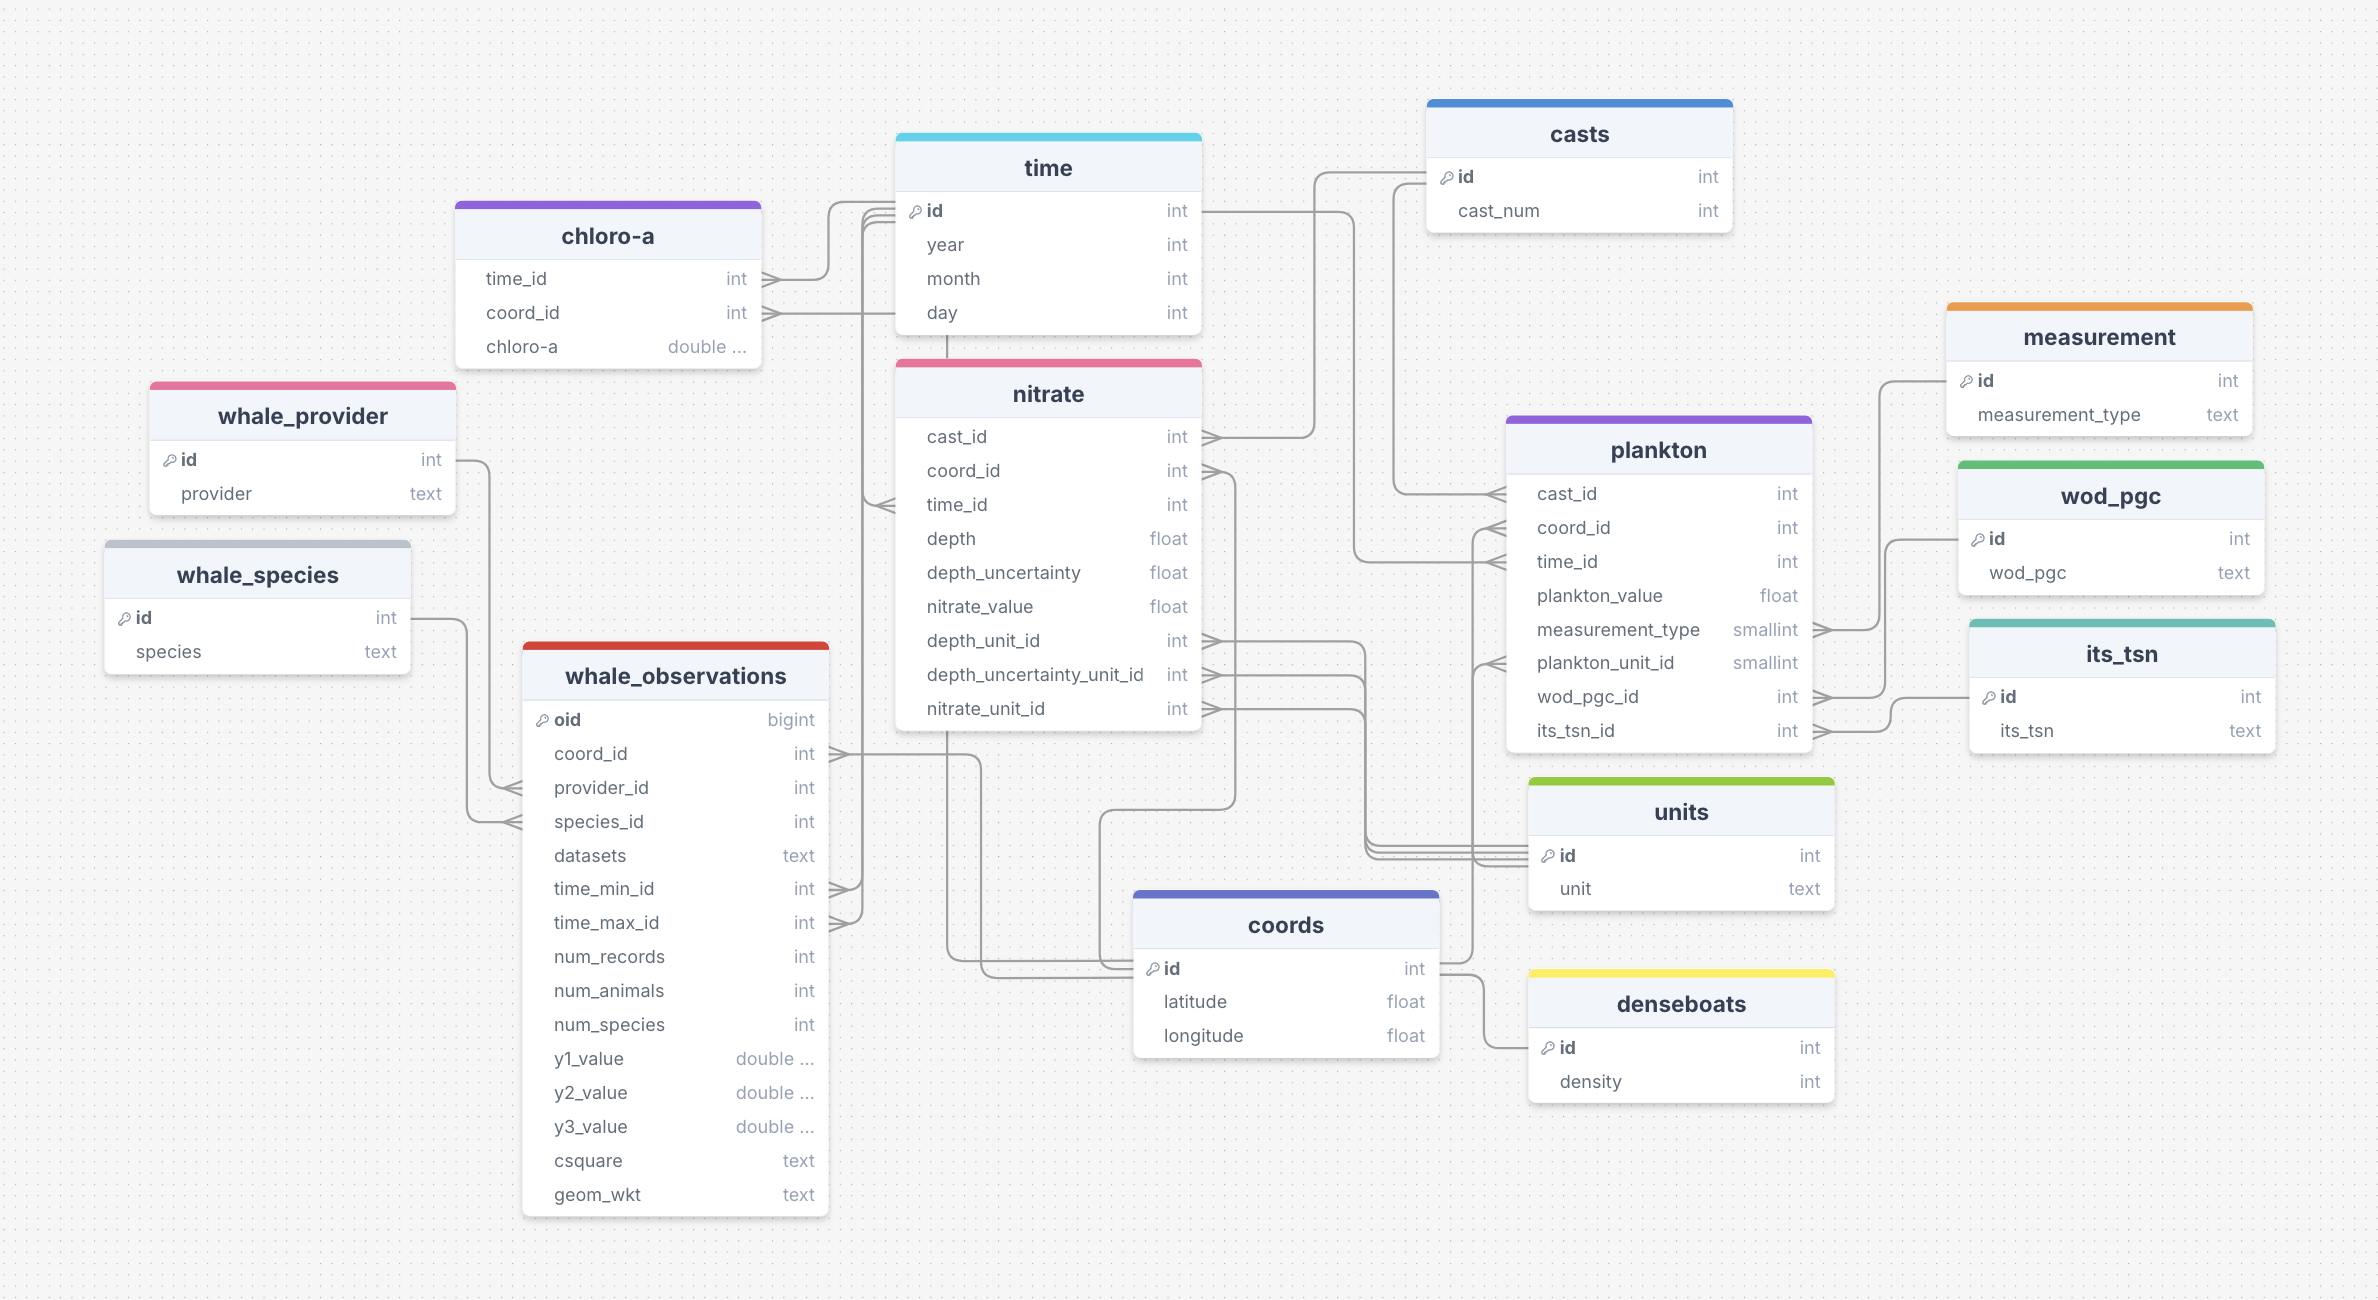 casts
id int
cast_num int
time
id int
year int
month int
day int
chloro-a
time_id int
coord_id int
chloro-a double ...
measurement
id int
measurement_type text
nitrate
cast_id int
coord_id int
time_id int
depth float
depth_uncertainty float
nitrate_value float
depth_unit_id int
depth_uncertainty_unit_id int
nitrate_unit_id int
whale_provider
id int
provider text
plankton
cast_id int
coord_id int
time_id int
plankton_value float
measurement_type smallint
plankton_unit_id smallint
wod_pgc_id int
its_tsn_id int
wod_pgc
id int
wod_pgc text
whale_species
id int
species text
its_tsn
id int
its_tsn text
whale_observations
oid bigint
coord_id int
provider_id int
species_id int
datasets text
time_min_id int
time_max_id int
num_records int
num_animals int
num_species int
y1_value double ...
y2_value double ...
y3_value double ...
csquare text
geom_wkt text
units
id int
unit text
coords
id int
latitude float
longitude float
denseboats
id int
density int